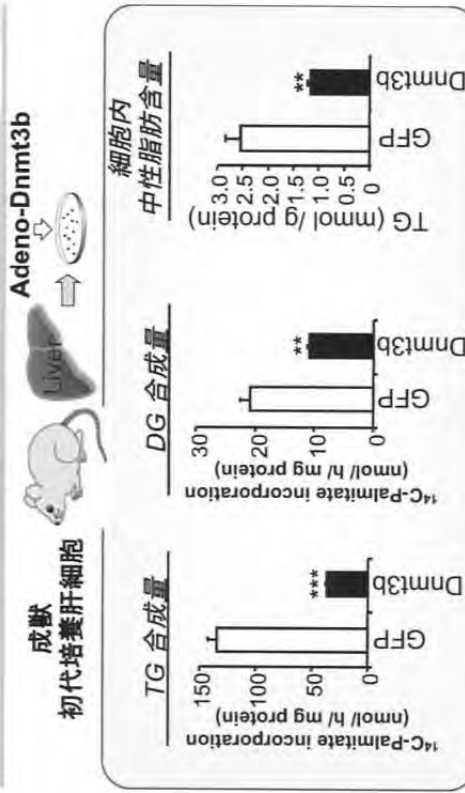 成獣
初代培養肝細胞
Liver
Adeno-Dnmt3b
TG 合成量
¹⁴C-Palmitate incorporation
(nmol/ h/ mg protein)
150
100
50
0
***
GFP
Dnmt3b
DG 合成量
¹⁴C-Palmitate incorporation
(nmol/ h/ mg protein)
30
20
10
0
**
GFP
Dnmt3b
細胞内
中性脂肪含量
TG (mmol /g protein)
3.0
2.5
2.0
1.5
1.0
0.5
0
**
GFP
Dnmt3b